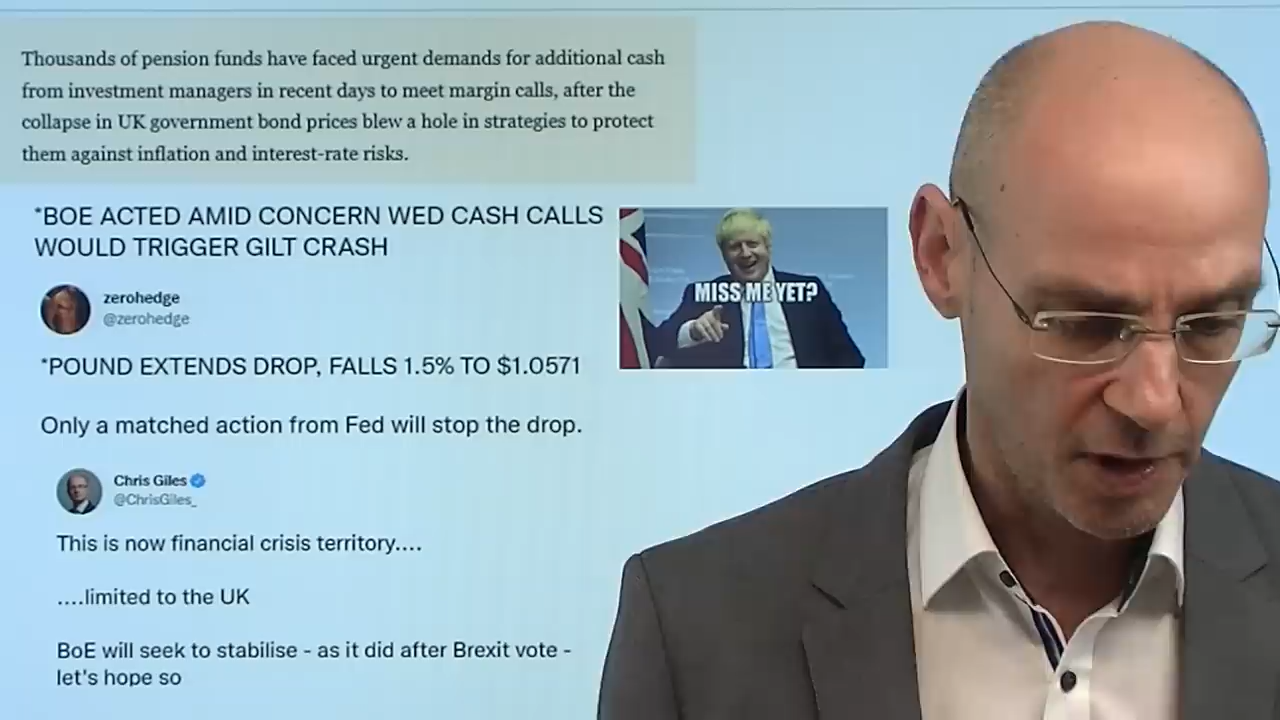 Thousands of pension funds have faced urgent demands for additional cash
from investment managers in recent days to meet margin calls, after the
collapse in UK government bond prices blew a hole in strategies to protect
them against inflation and interest-rate risks.
*BOE ACTED AMID CONCERN WED CASH CALLS
WOULD TRIGGER GILT CRASH
MISS ME YET?
zerohedge
@zerohedge
*POUND EXTENDS DROP, FALLS 1.5% TO $1.0571
Only a matched action from Fed will stop the drop.
Chris Giles
@ChrisGiles_
This is now financial crisis territory....
....limited to the UK
BoE will seek to stabilise - as it did after Brexit vote -
let's hope so